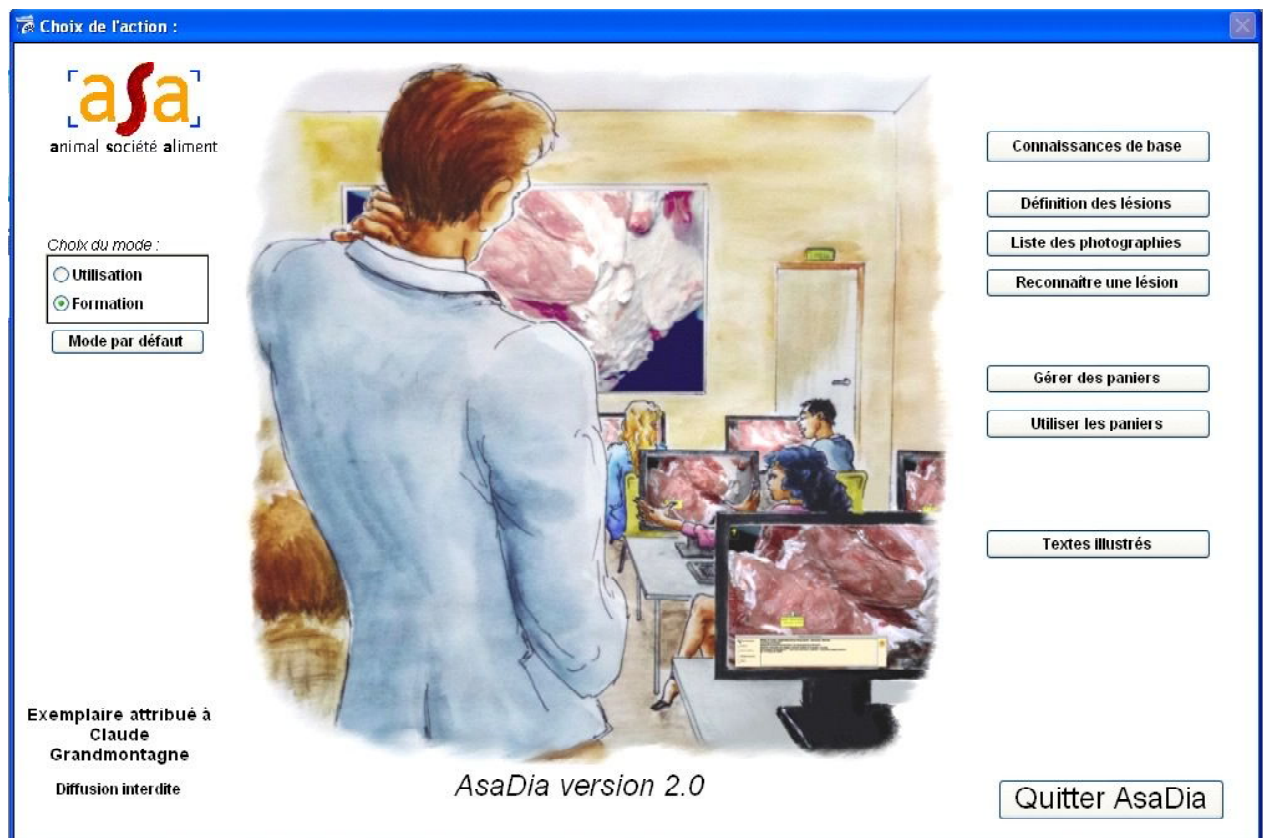 Choix de l'action :
asa
animal société aliment
Choix du mode :
Utilisation
Formation
Mode par défaut
Connaissances de base
Définition des lésions
Liste des photographies
Reconnaître une lésion
Gérer des paniers
Utiliser les paniers
Textes illustrés
Exemplaire attribué à
Claude
Grandmontagne
Diffusion interdite
AsaDia version 2.0
Quitter AsaDia